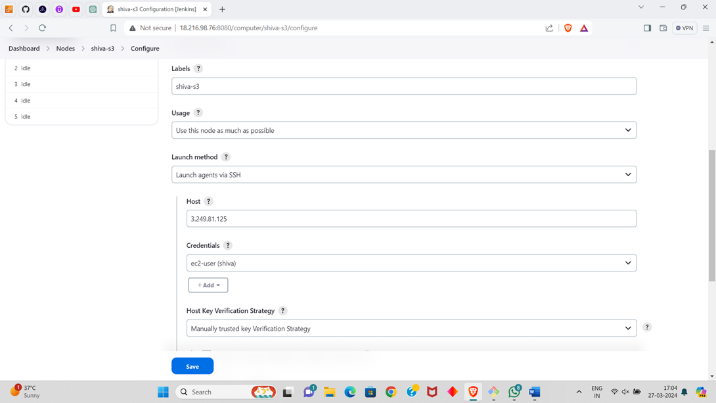 shiva-s3 Configuration [Jenkins]
Not secure
18.216.98.76:8080/computer/shiva-s3/configure
VPN
Dashboard
Nodes
shiva-s3
Configure
2 Idle
3 Idle
4 Idle
5 Idle
Labels ?
shiva-s3
Usage ?
Use this node as much as possible
Launch method ?
Launch agents via SSH
Host ?
3.249.81.125
Credentials ?
ec2-user (shiva)
+ Add
Host Key Verification Strategy ?
Manually trusted key Verification Strategy
?
Save
37°C
Sunny
Search
ENG
IN
17:04
27-03-2024